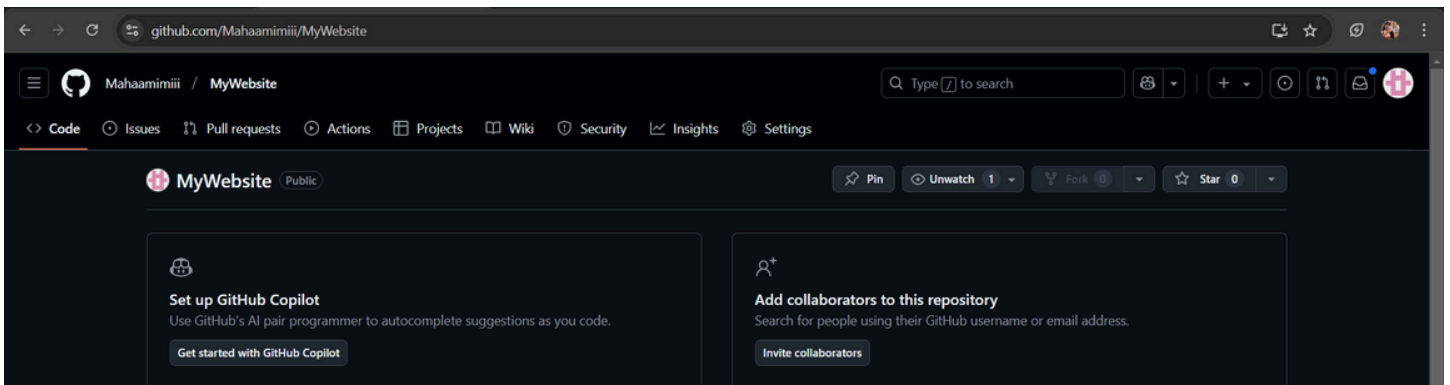 github.com/Mahaamimiii/MyWebsite
Mahaamimiii / MyWebsite
Type / to search
Code Issues Pull requests Actions Projects Wiki Security Insights Settings
MyWebsite Public
Pin Unwatch 1 Fork 0 Star 0
Set up GitHub Copilot
Use GitHub's AI pair programmer to autocomplete suggestions as you code.
Get started with GitHub Copilot
Add collaborators to this repository
Search for people using their GitHub username or email address.
Invite collaborators